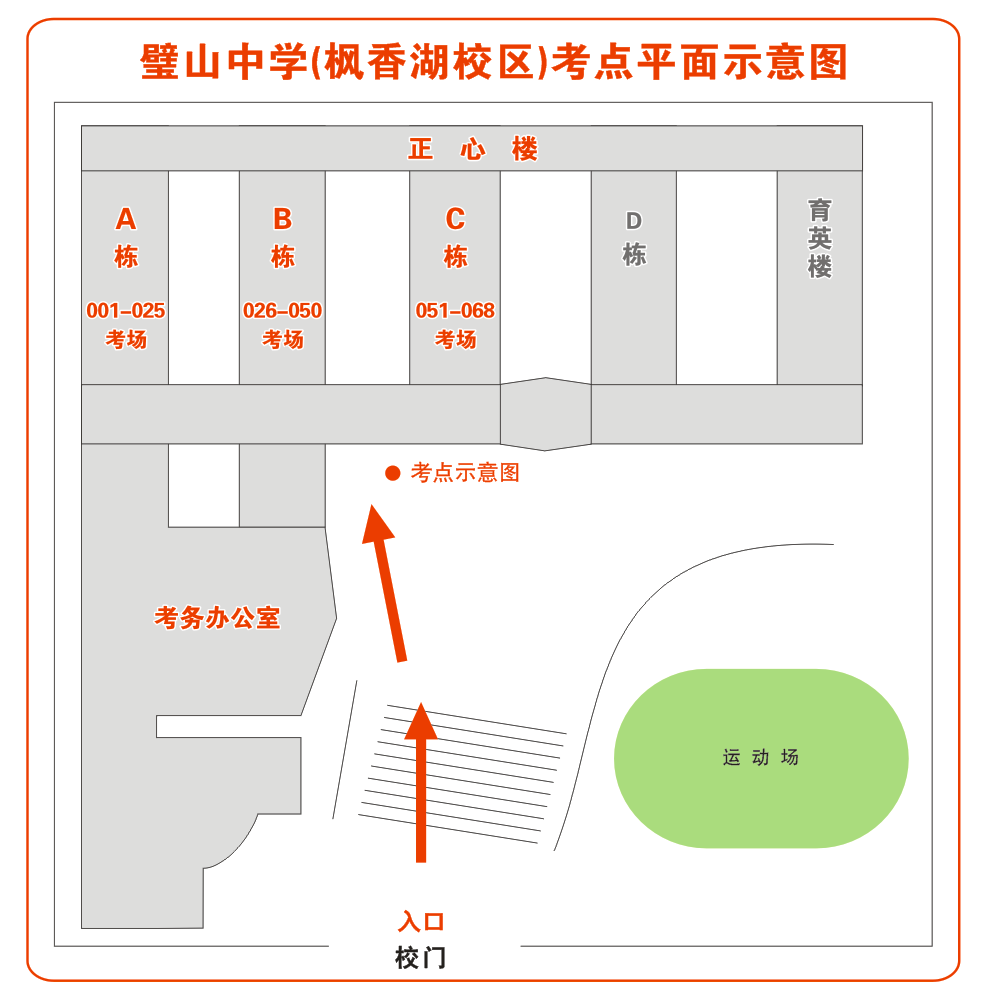 璧山中学(枫香湖校区)考点平面示意图
正 心 楼
A
栋
001-025
考场
B
栋
026-050
考场
C
栋
051-068
考场
D
栋
育
英
楼
考点示意图
考务办公室
运 动 场
入口
校门